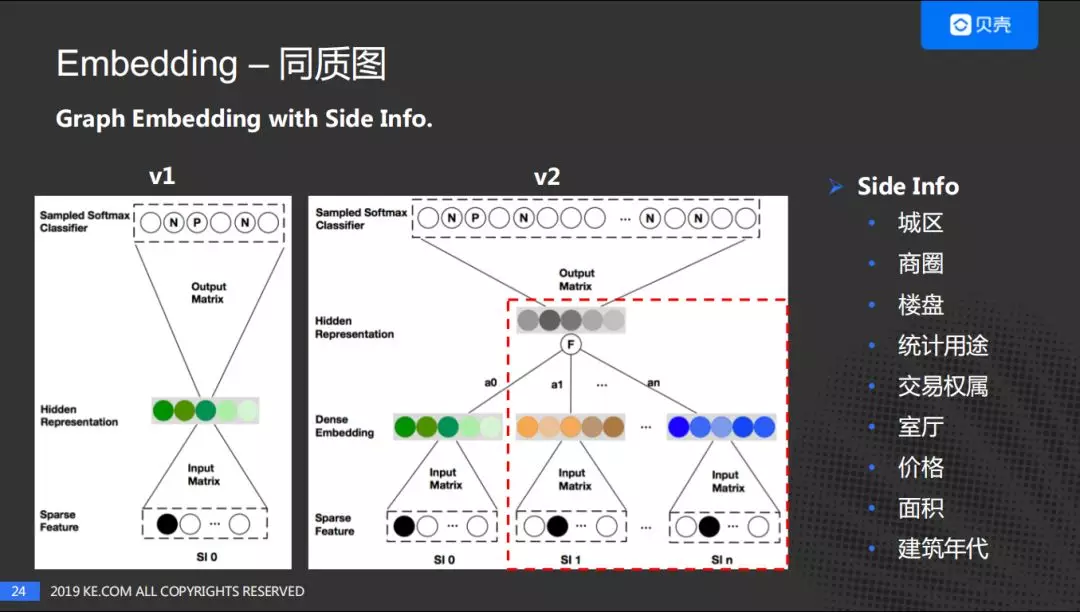 贝壳
Embedding – 同质图
Graph Embedding with Side Info.
v1
Sampled Softmax
Classifier
N P N
Output
Matrix
Hidden
Representation
Input
Matrix
Sparse
Feature
...
SI 0
v2
Sampled Softmax
Classifier
N P N ... N N
Output
Matrix
Hidden
Representation
F
a0 a1 ... an
Dense
Embedding
...
Input
Matrix
Input
Matrix
Input
Matrix
Sparse
Feature
... ... ... ...
SI 0 SI 1 SI n
Side Info
城区
商圈
楼盘
统计用途
交易权属
室厅
价格
面积
建筑年代
24 2019 KE.COM ALL COPYRIGHTS RESERVED